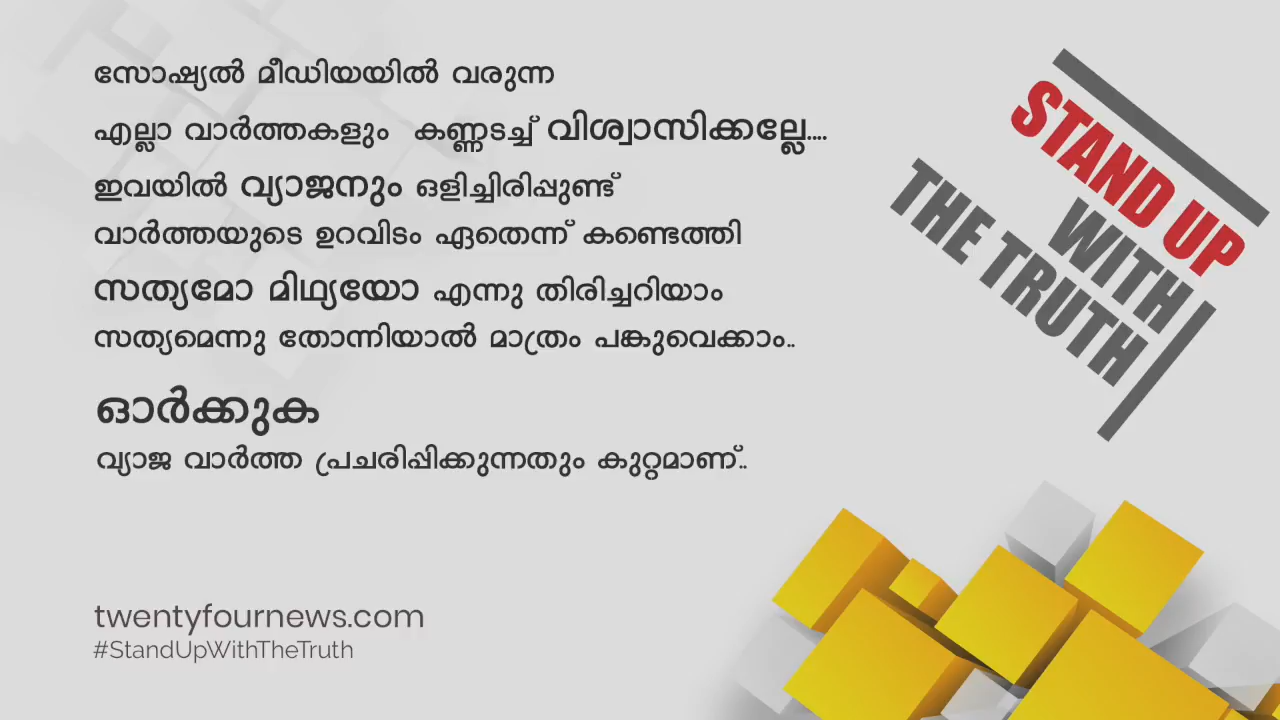 സോഷ്യൽ മീഡിയയിൽ വരുന്ന
എല്ലാ വാർത്തകളും കണ്ണടച്ച് വിശ്വാസിക്കല്ലേ....
ഇവയിൽ വ്യാജനും ഒളിച്ചിരിപ്പുണ്ട്
വാർത്തയുടെ ഉറവിടം ഏതെന്ന് കണ്ടെത്തി
സത്യമോ മിഥ്യയോ എന്നു തിരിച്ചറിയാം
സത്യമെന്നു തോന്നിയാൽ മാത്രം പങ്കുവെക്കാം..
ഓർക്കുക
വ്യാജ വാർത്ത പ്രചരിപ്പിക്കുന്നതും കുറ്റമാണ്..
twentyfournews.com
#StandUpWithTheTruth
STAND UP
WITH
THE TRUTH